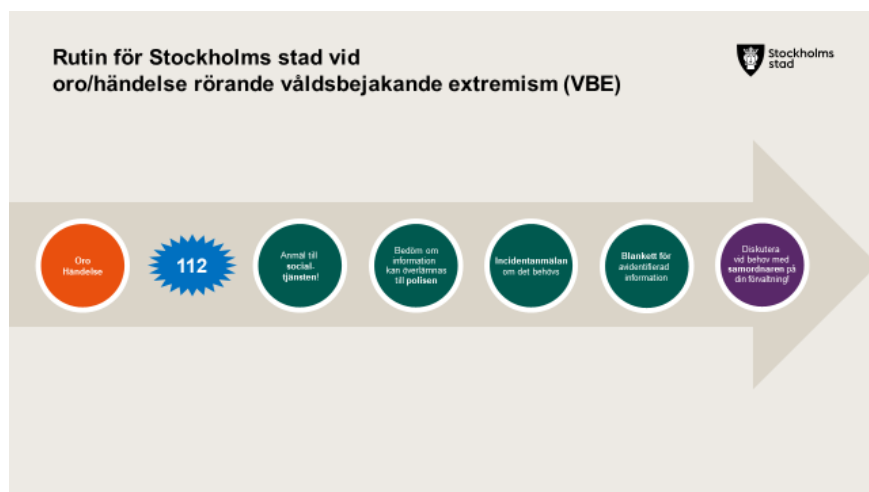 Rutin för Stockholms stad vid
oro/händelse rörande våldsbejakande extremism (VBE)
Stockholms
stad
Oro
Händelse
112
Anmäl till
social-
tjänsten!
Bedöm om
information
kan överlämnas
till polisen
Incidentanmälan
om det behövs
Blankett för
avidentifierad
information
Diskutera
vid behov med
samordnaren på
din förvaltning!